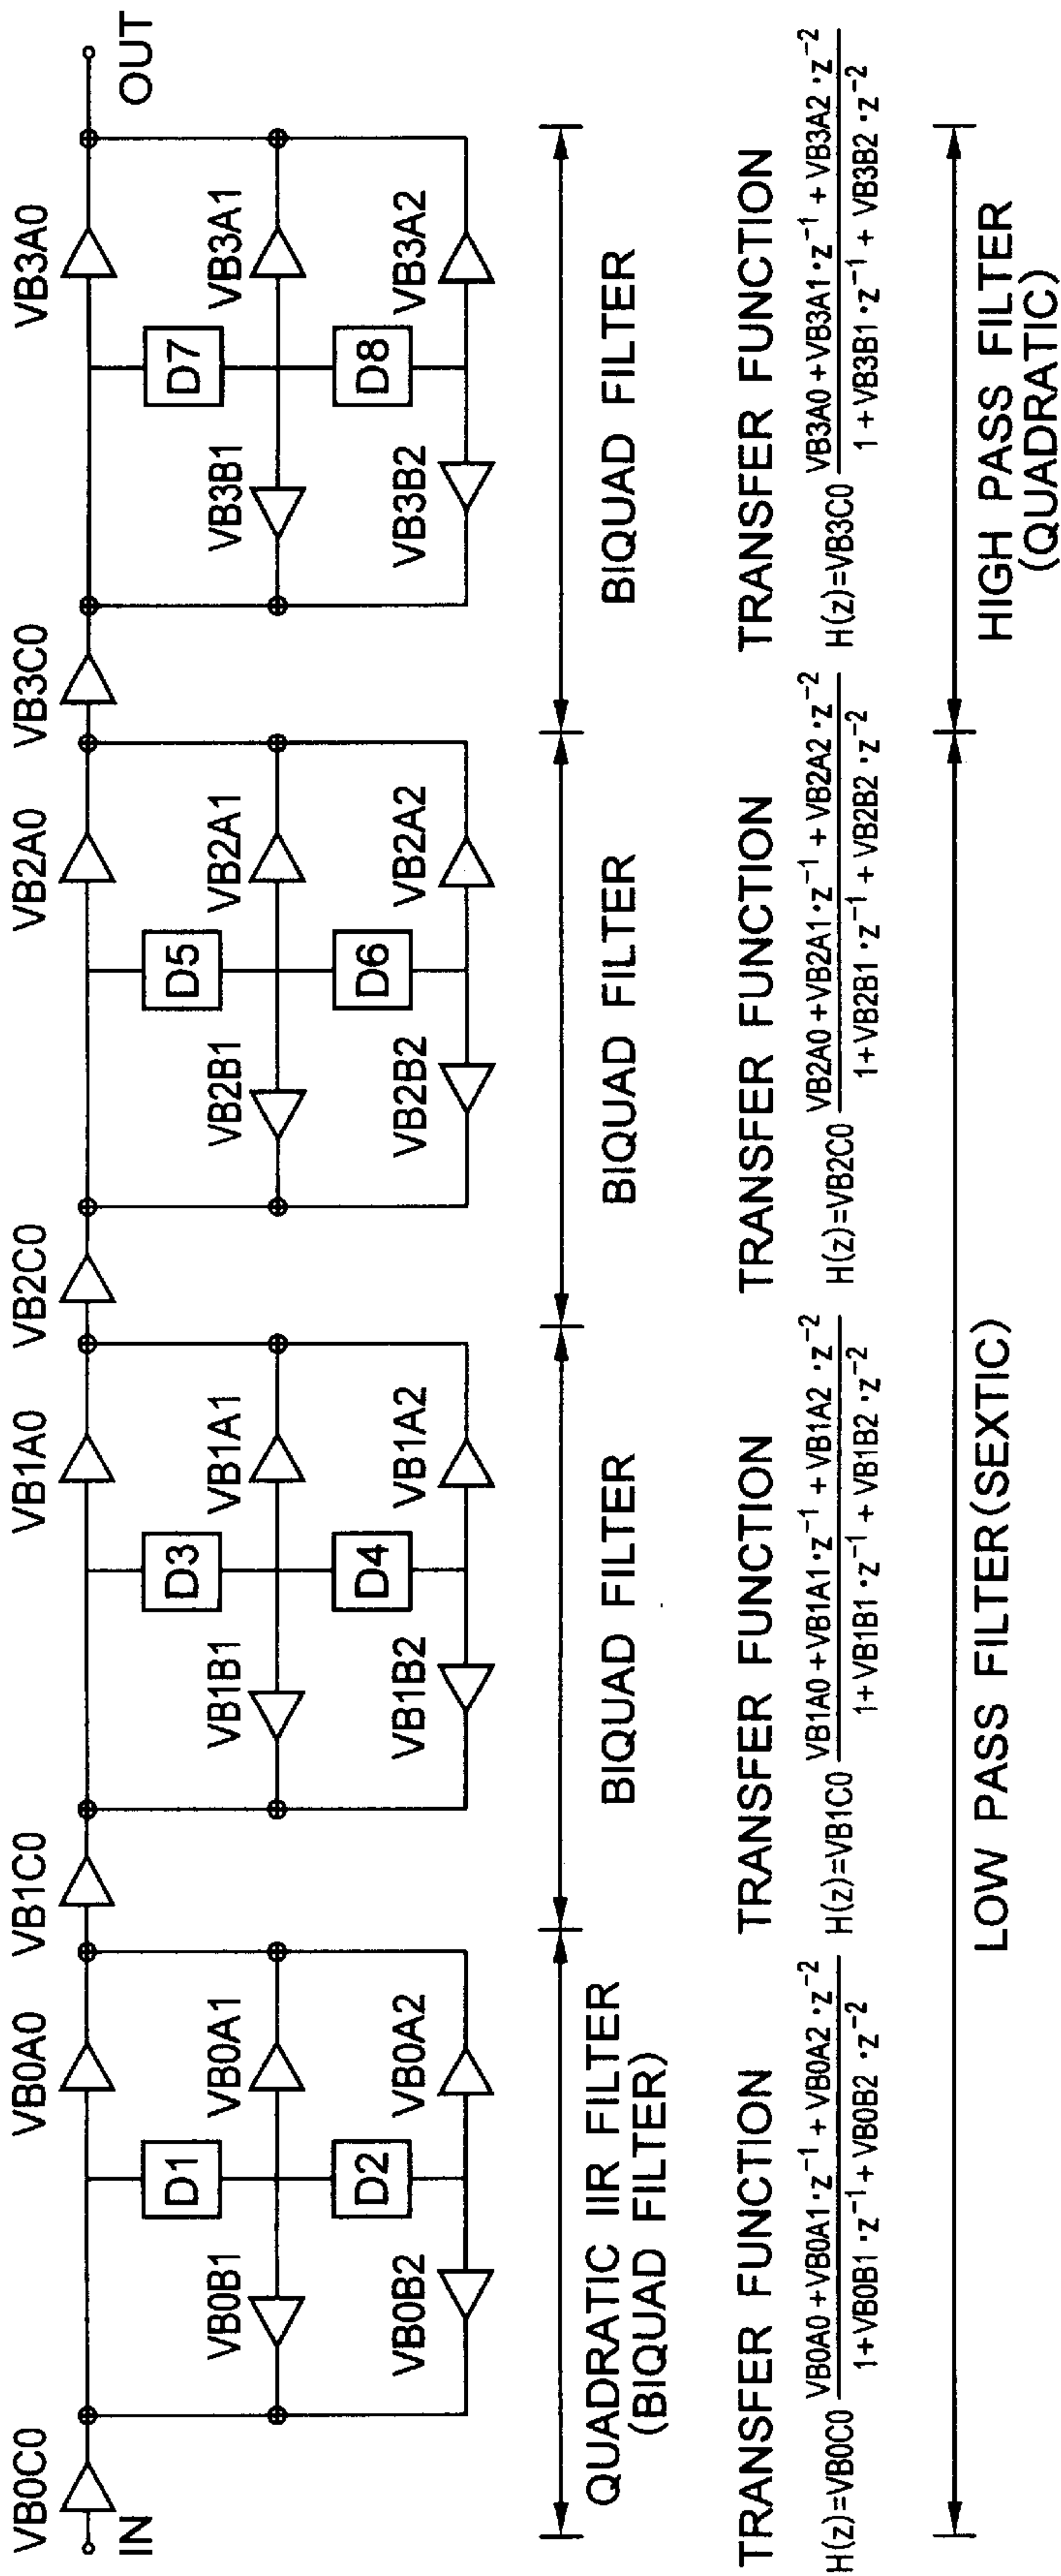 VB0C0 VB0A0 VB1C0 VB1A0 VB2C0 VB2A0 VB3C0 VB3A0
IN OUT
D1 D3 D5 D7
VB0B1 VB0A1 VB1B1 VB1A1 VB2B1 VB2A1 VB3B1 VB3A1
D2 D4 D6 D8
VB0B2 VB0A2 VB1B2 VB1A2 VB2B2 VB2A2 VB3B2 VB3A2
QUADRATIC IIR FILTER
(BIQUAD FILTER)
BIQUAD FILTER
BIQUAD FILTER
BIQUAD FILTER
TRANSFER FUNCTION
H(z)=VB0C0 VB0A0+VB0A1·z⁻¹+VB0A2·z⁻²
1+VB0B1·z⁻¹+VB0B2·z⁻²
TRANSFER FUNCTION
H(z)=VB1C0 VB1A0+VB1A1·z⁻¹+VB1A2·z⁻²
1+VB1B1·z⁻¹+VB1B2·z⁻²
TRANSFER FUNCTION
H(z)=VB2C0 VB2A0+VB2A1·z⁻¹+VB2A2·z⁻²
1+VB2B1·z⁻¹+VB2B2·z⁻²
TRANSFER FUNCTION
H(z)=VB3C0 VB3A0+VB3A1·z⁻¹+VB3A2·z⁻²
1+VB3B1·z⁻¹+VB3B2·z⁻²
LOW PASS FILTER(SEXTIC)
HIGH PASS FILTER
(QUADRATIC)